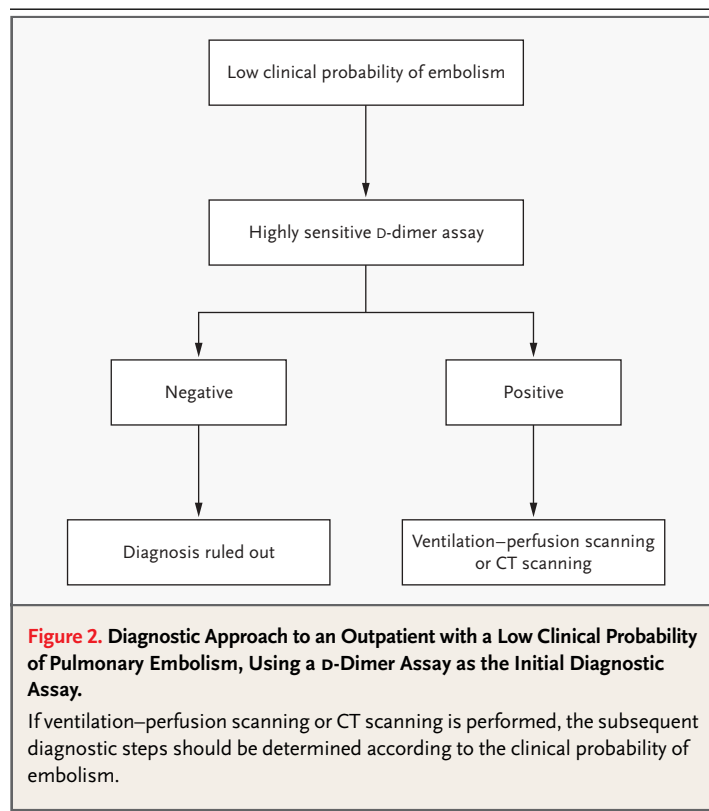 Low clinical probability of embolism
Highly sensitive D-dimer assay
Negative
Positive
Diagnosis ruled out
Ventilation–perfusion scanning
or CT scanning
Figure 2. Diagnostic Approach to an Outpatient with a Low Clinical Probability
of Pulmonary Embolism, Using a D-Dimer Assay as the Initial Diagnostic
Assay.
If ventilation–perfusion scanning or CT scanning is performed, the subsequent
diagnostic steps should be determined according to the clinical probability of
embolism.